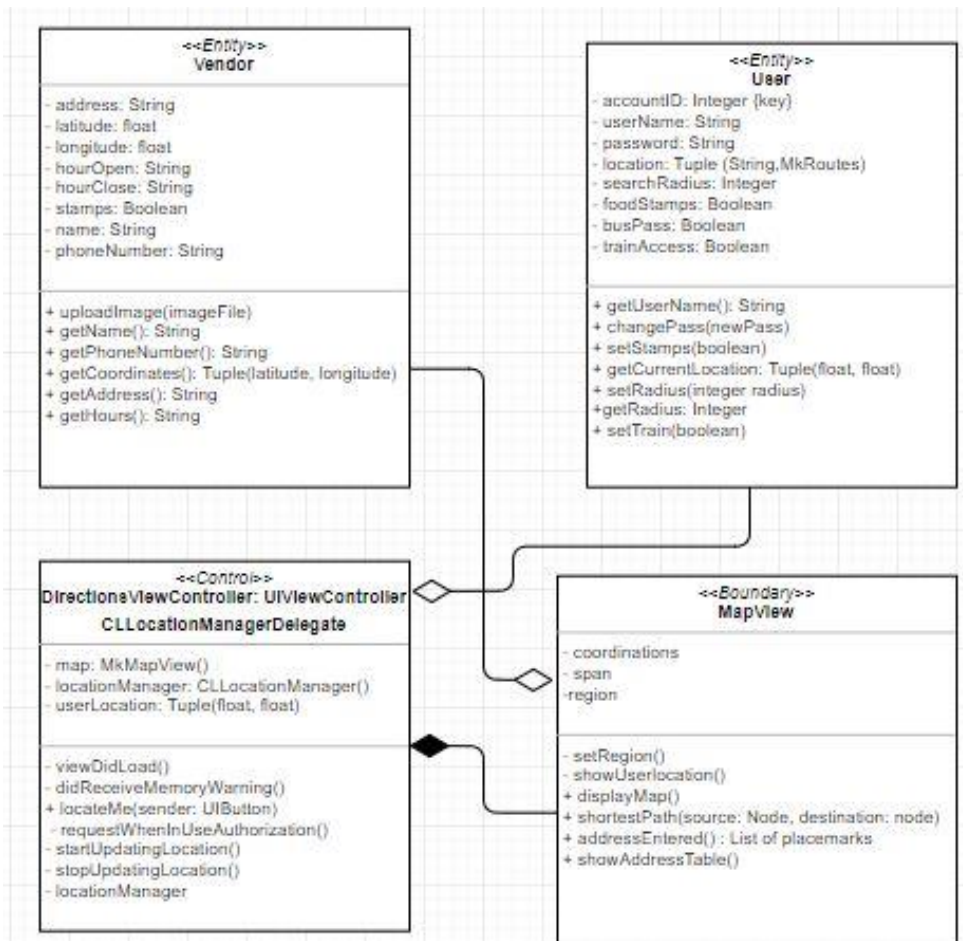 <<Entity>>
Vendor
- address: String
- latitude: float
- longitude: float
- hourOpen: String
- hourClose: String
- stamps: Boolean
- name: String
- phoneNumber: String
+ uploadImage(imageFile)
+ getName(): String
+ getPhoneNumber(): String
+ getCoordinates(): Tuple(latitude, longitude)
+ getAddress(): String
+ getHours(): String
<<Entity>>
User
- accountID: Integer {key}
- userName: String
- password: String
- location: Tuple (String,MkRoutes)
- searchRadius: Integer
- foodStamps: Boolean
- busPass: Boolean
- trainAccess: Boolean
+ getUserName(): String
+ changePass(newPass)
+ setStamps(boolean)
+ getCurrentLocation: Tuple(float, float)
+ setRadius(integer radius)
+getRadius: Integer
+ setTrain(boolean)
<<Control>>
DirectionsViewController: UIViewController
CLLocationManagerDelegate
- map: MkMapView()
- locationManager: CLLocationManager()
- userLocation: Tuple(float, float)
- viewDidLoad()
- didReceiveMemoryWarning()
+ locateMe(sender: UIButton)
- requestWhenInUseAuthorization()
- startUpdatingLocation()
- stopUpdatingLocation()
- locationManager
<<Boundary>>
MapView
- coordinations
- span
-region
- setRegion()
- showUserlocation()
+ displayMap()
+ shortestPath(source: Node, destination: node)
+ addressEntered() : List of placemarks
+ showAddressTable()